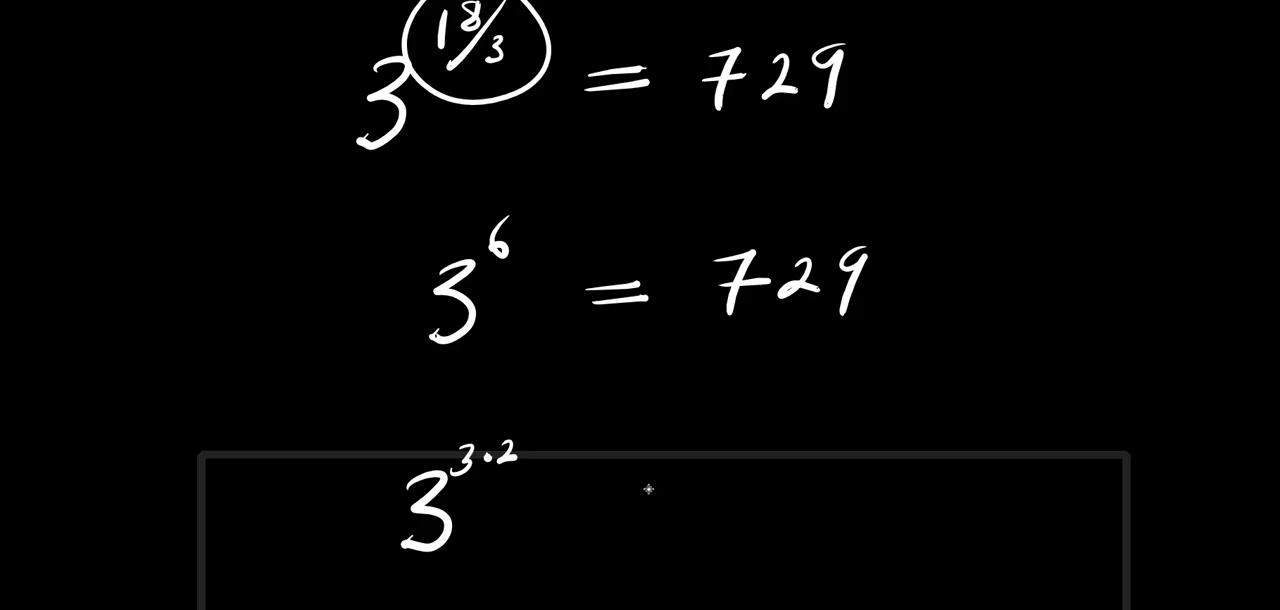 3^{18/3} = 729
3^6 = 729
3^{3·2}